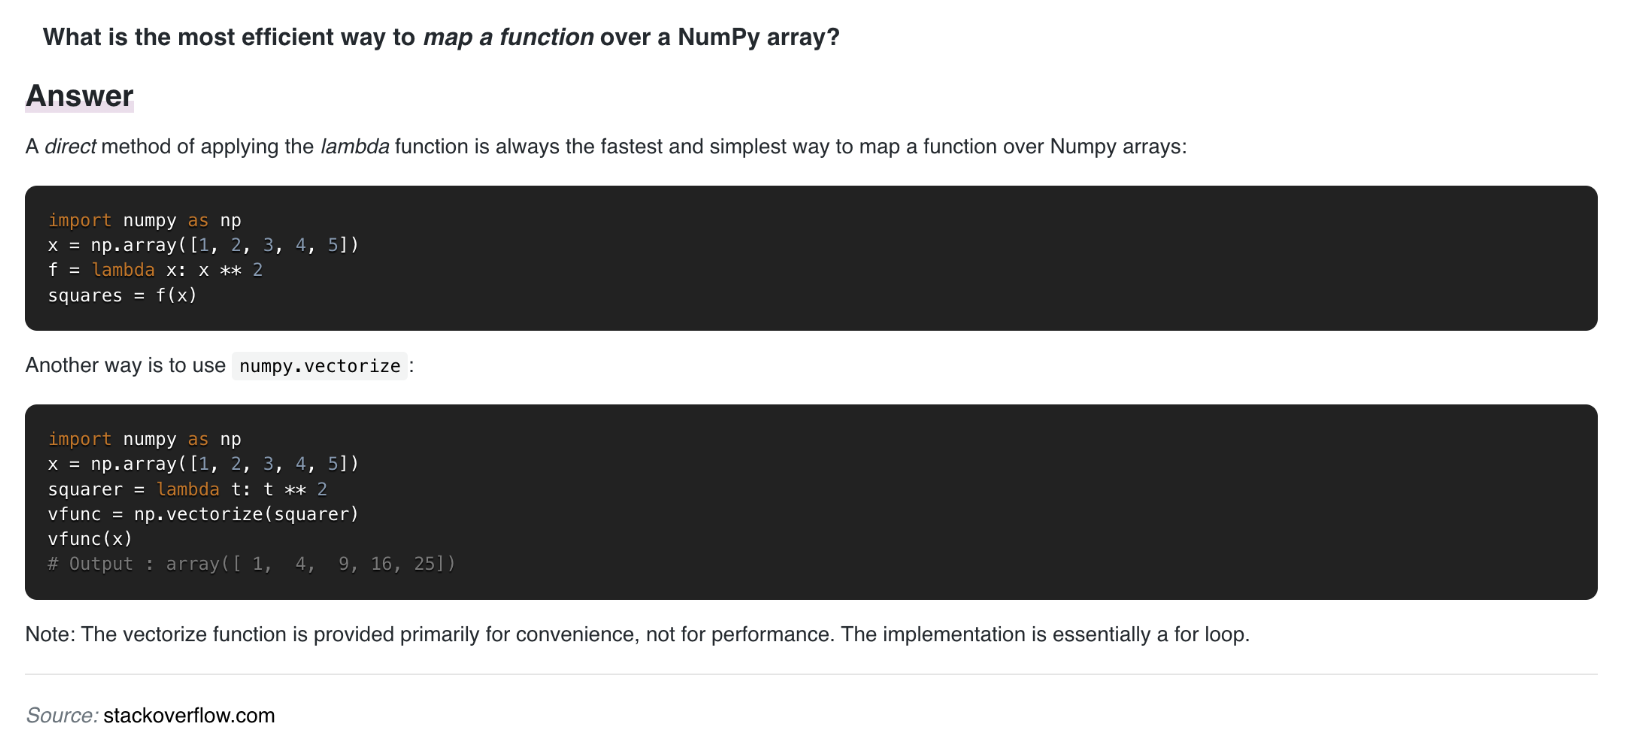 What is the most efficient way to map a function over a NumPy array?
Answer
A direct method of applying the lambda function is always the fastest and simplest way to map a function over Numpy arrays:
import numpy as np
x = np.array([1, 2, 3, 4, 5])
f = lambda x: x ** 2
squares = f(x)
Another way is to use numpy.vectorize:
import numpy as np
x = np.array([1, 2, 3, 4, 5])
squarer = lambda t: t ** 2
vfunc = np.vectorize(squarer)
vfunc(x)
# Output : array([ 1,  4,  9, 16, 25])
Note: The vectorize function is provided primarily for convenience, not for performance. The implementation is essentially a for loop.
Source: stackoverflow.com